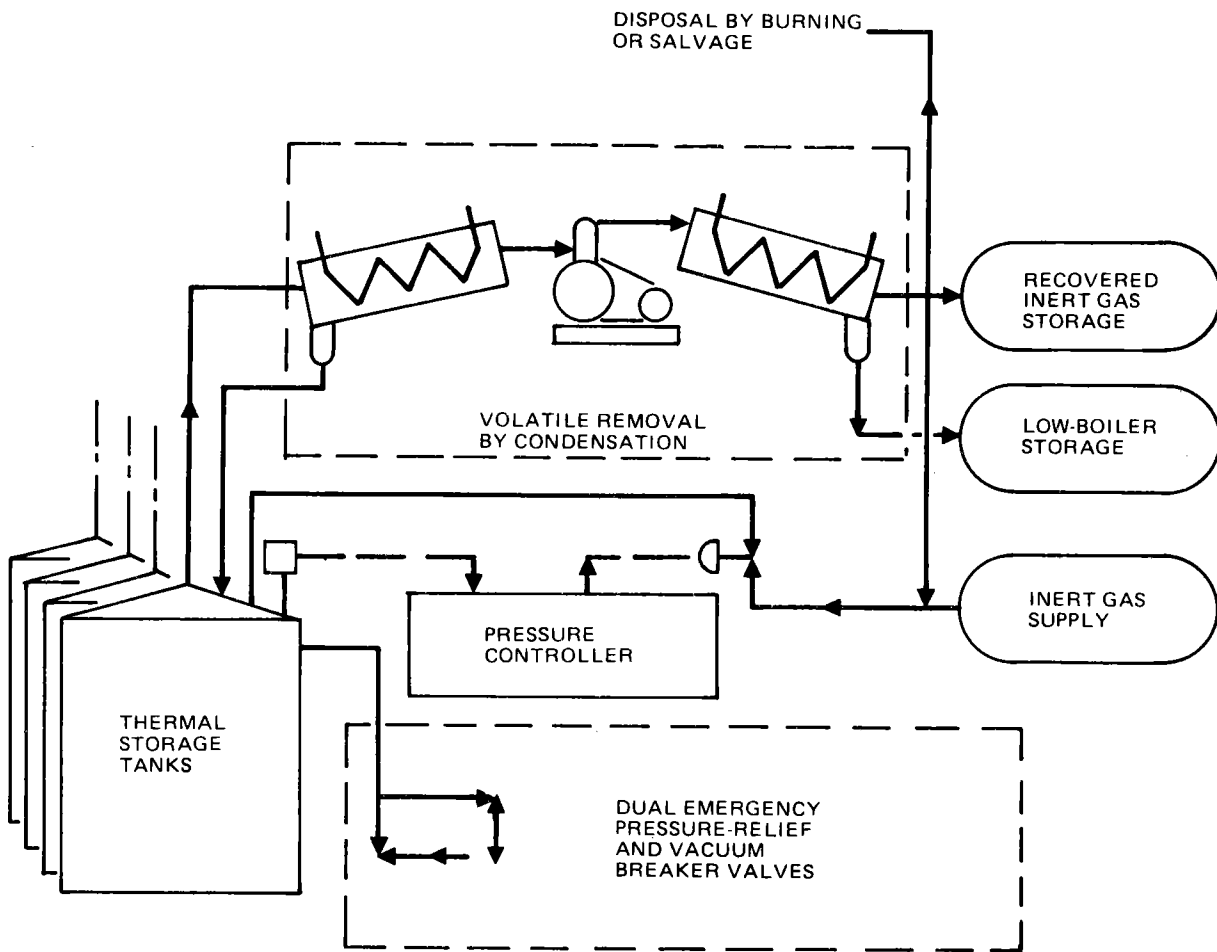 DISPOSAL BY BURNING
OR SALVAGE
RECOVERED
INERT GAS
STORAGE
VOLATILE REMOVAL
BY CONDENSATION
LOW-BOILER
STORAGE
PRESSURE
CONTROLLER
INERT GAS
SUPPLY
THERMAL
STORAGE
TANKS
DUAL EMERGENCY
PRESSURE-RELIEF
AND VACUUM
BREAKER VALVES